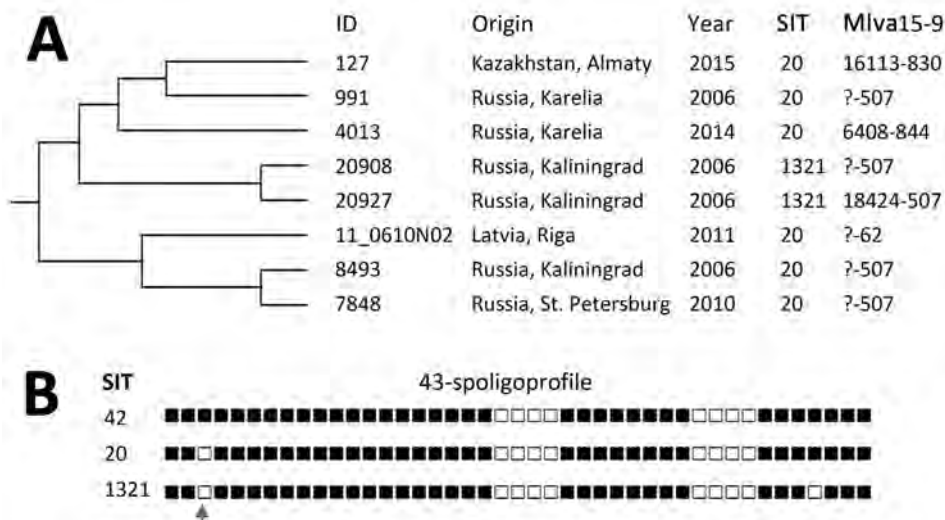 A
ID Origin Year SIT Mlva15-9
127 Kazakhstan, Almaty 2015 20 16113-830
991 Russia, Karelia 2006 20 ?-507
4013 Russia, Karelia 2014 20 6408-844
20908 Russia, Kaliningrad 2006 1321 ?-507
20927 Russia, Kaliningrad 2006 1321 18424-507
11_0610N02 Latvia, Riga 2011 20 ?-62
8493 Russia, Kaliningrad 2006 20 ?-507
7848 Russia, St. Petersburg 2010 20 ?-507
B
SIT 43-spoligoprofile
42
20
1321